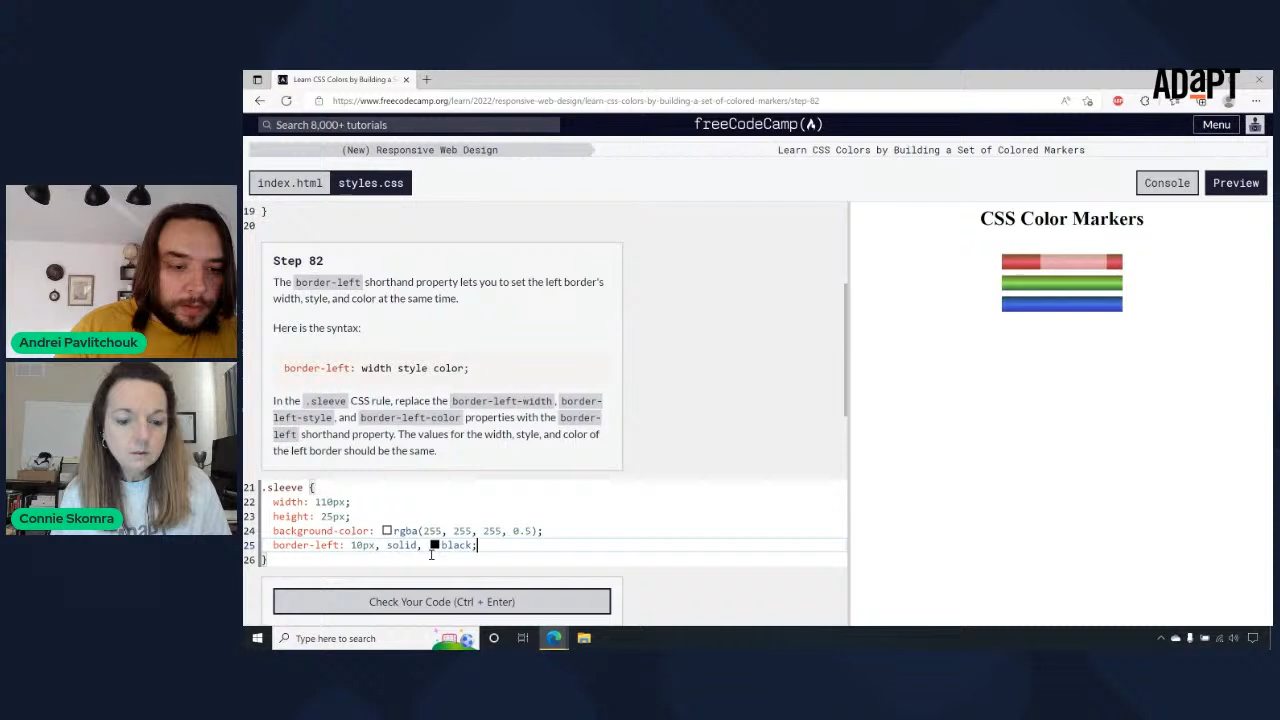 ADAPT
Learn CSS Colors by Building a S
https://www.freecodecamp.org/learn/2022/responsive-web-design/learn-css-colors-by-building-a-set-of-colored-markers/step-82
Search 8,000+ tutorials
freeCodeCamp
Menu
(New) Responsive Web Design
Learn CSS Colors by Building a Set of Colored Markers
index.html
styles.css
Console
Preview
19 }
20
Step 82
The border-left shorthand property lets you to set the left border's
width, style, and color at the same time.
Here is the syntax:
border-left: width style color;
In the .sleeve CSS rule, replace the border-left-width, border-
left-style, and border-left-color properties with the border-
left shorthand property. The values for the width, style, and color of
the left border should be the same.
21 .sleeve {
22 width: 110px;
23 height: 25px;
24 background-color: rgba(255, 255, 255, 0.5);
25 border-left: 10px, solid, black;
26 }
Check Your Code (Ctrl + Enter)
CSS Color Markers
Andrei Pavlitchouk
Connie Skomra
Type here to search